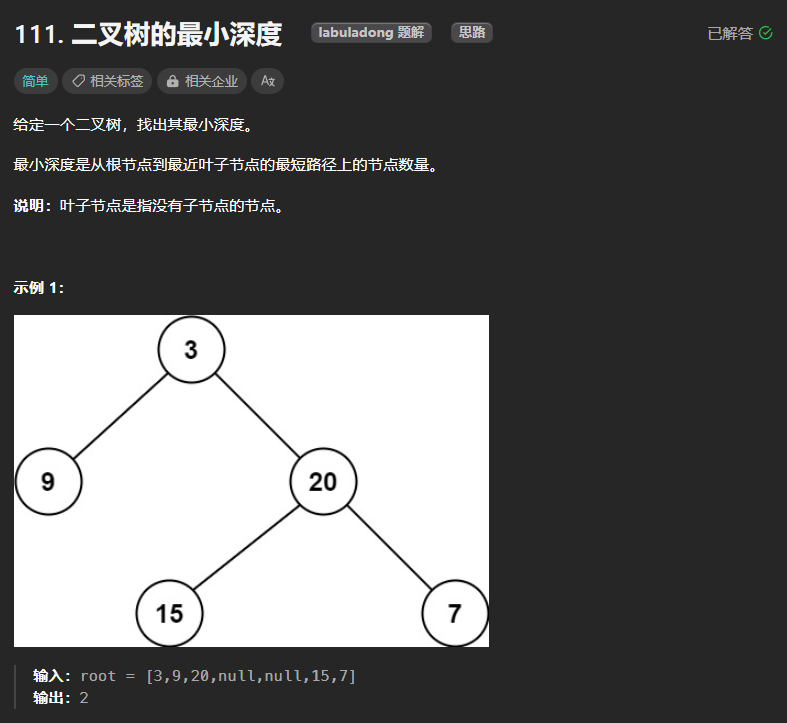 111. 二叉树的最小深度 labuladong 题解 思路 已解答
简单 相关标签 相关企业 Aꭗ
给定一个二叉树，找出其最小深度。
最小深度是从根节点到最近叶子节点的最短路径上的节点数量。
说明：叶子节点是指没有子节点的节点。
示例 1：
3
9 20
15 7
输入：root = [3,9,20,null,null,15,7]
输出：2